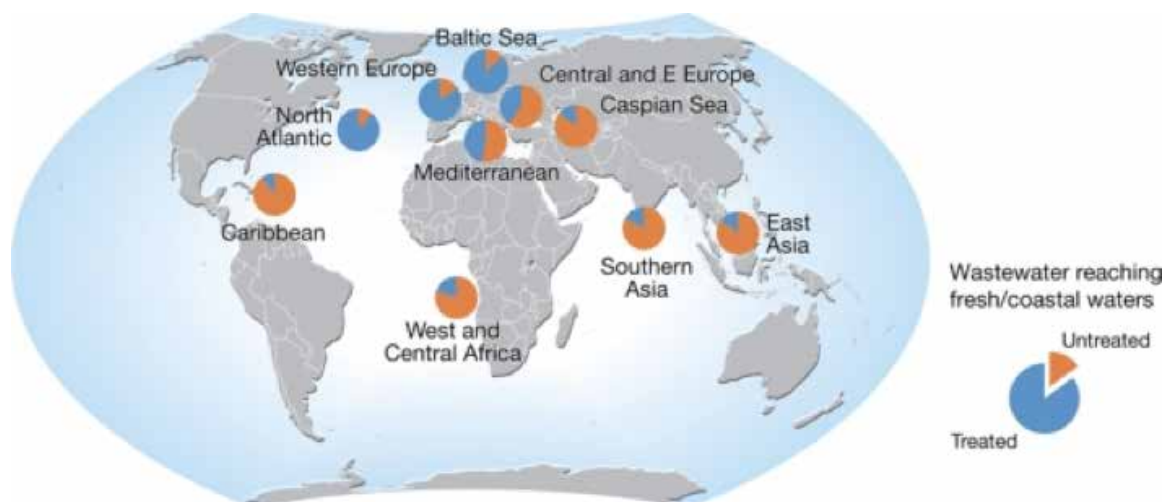 Baltic Sea
Western Europe
Central and E Europe
Caspian Sea
North
Atlantic
Mediterranean
Caribbean
East
Asia
Southern
Asia
West and
Central Africa
Wastewater reaching
fresh/coastal waters
Untreated
Treated